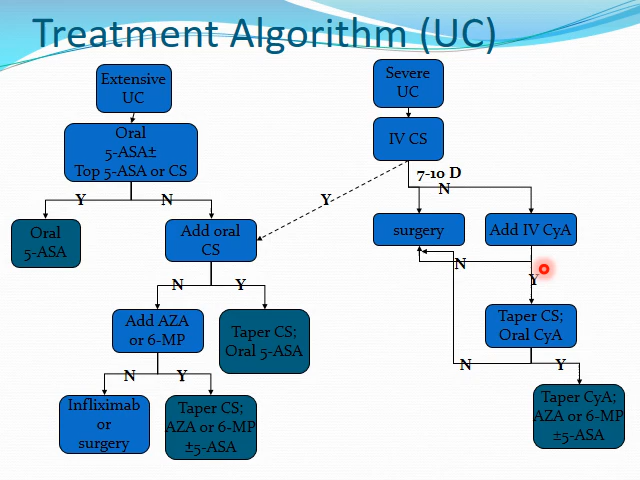 Treatment Algorithm (UC)
Extensive
UC
Oral
5-ASA±
Top 5-ASA or CS
Y
N
Oral
5-ASA
Add oral
CS
N
Y
Add AZA
or 6-MP
Taper CS;
Oral 5-ASA
N
Y
Infliximab
or
surgery
Taper CS;
AZA or 6-MP
±5-ASA
Severe
UC
IV CS
7-10 D
N
Y
surgery
Add IV CyA
N
Y
Taper CS;
Oral CyA
N
Y
Taper CyA;
AZA or 6-MP
±5-ASA